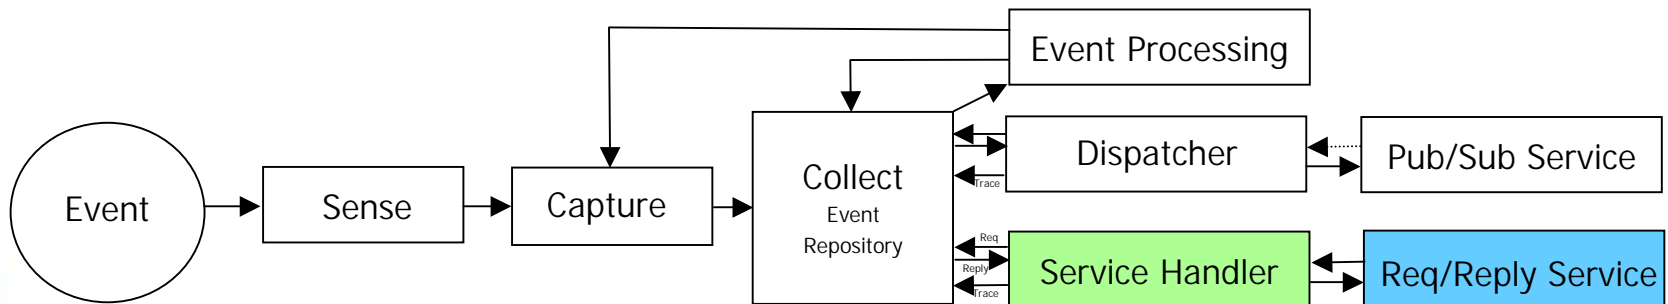 Event Processing
Dispatcher
Pub/Sub Service
Trace
Event
Sense
Capture
Collect
Event
Repository
Req
Reply
Trace
Service Handler
Req/Reply Service